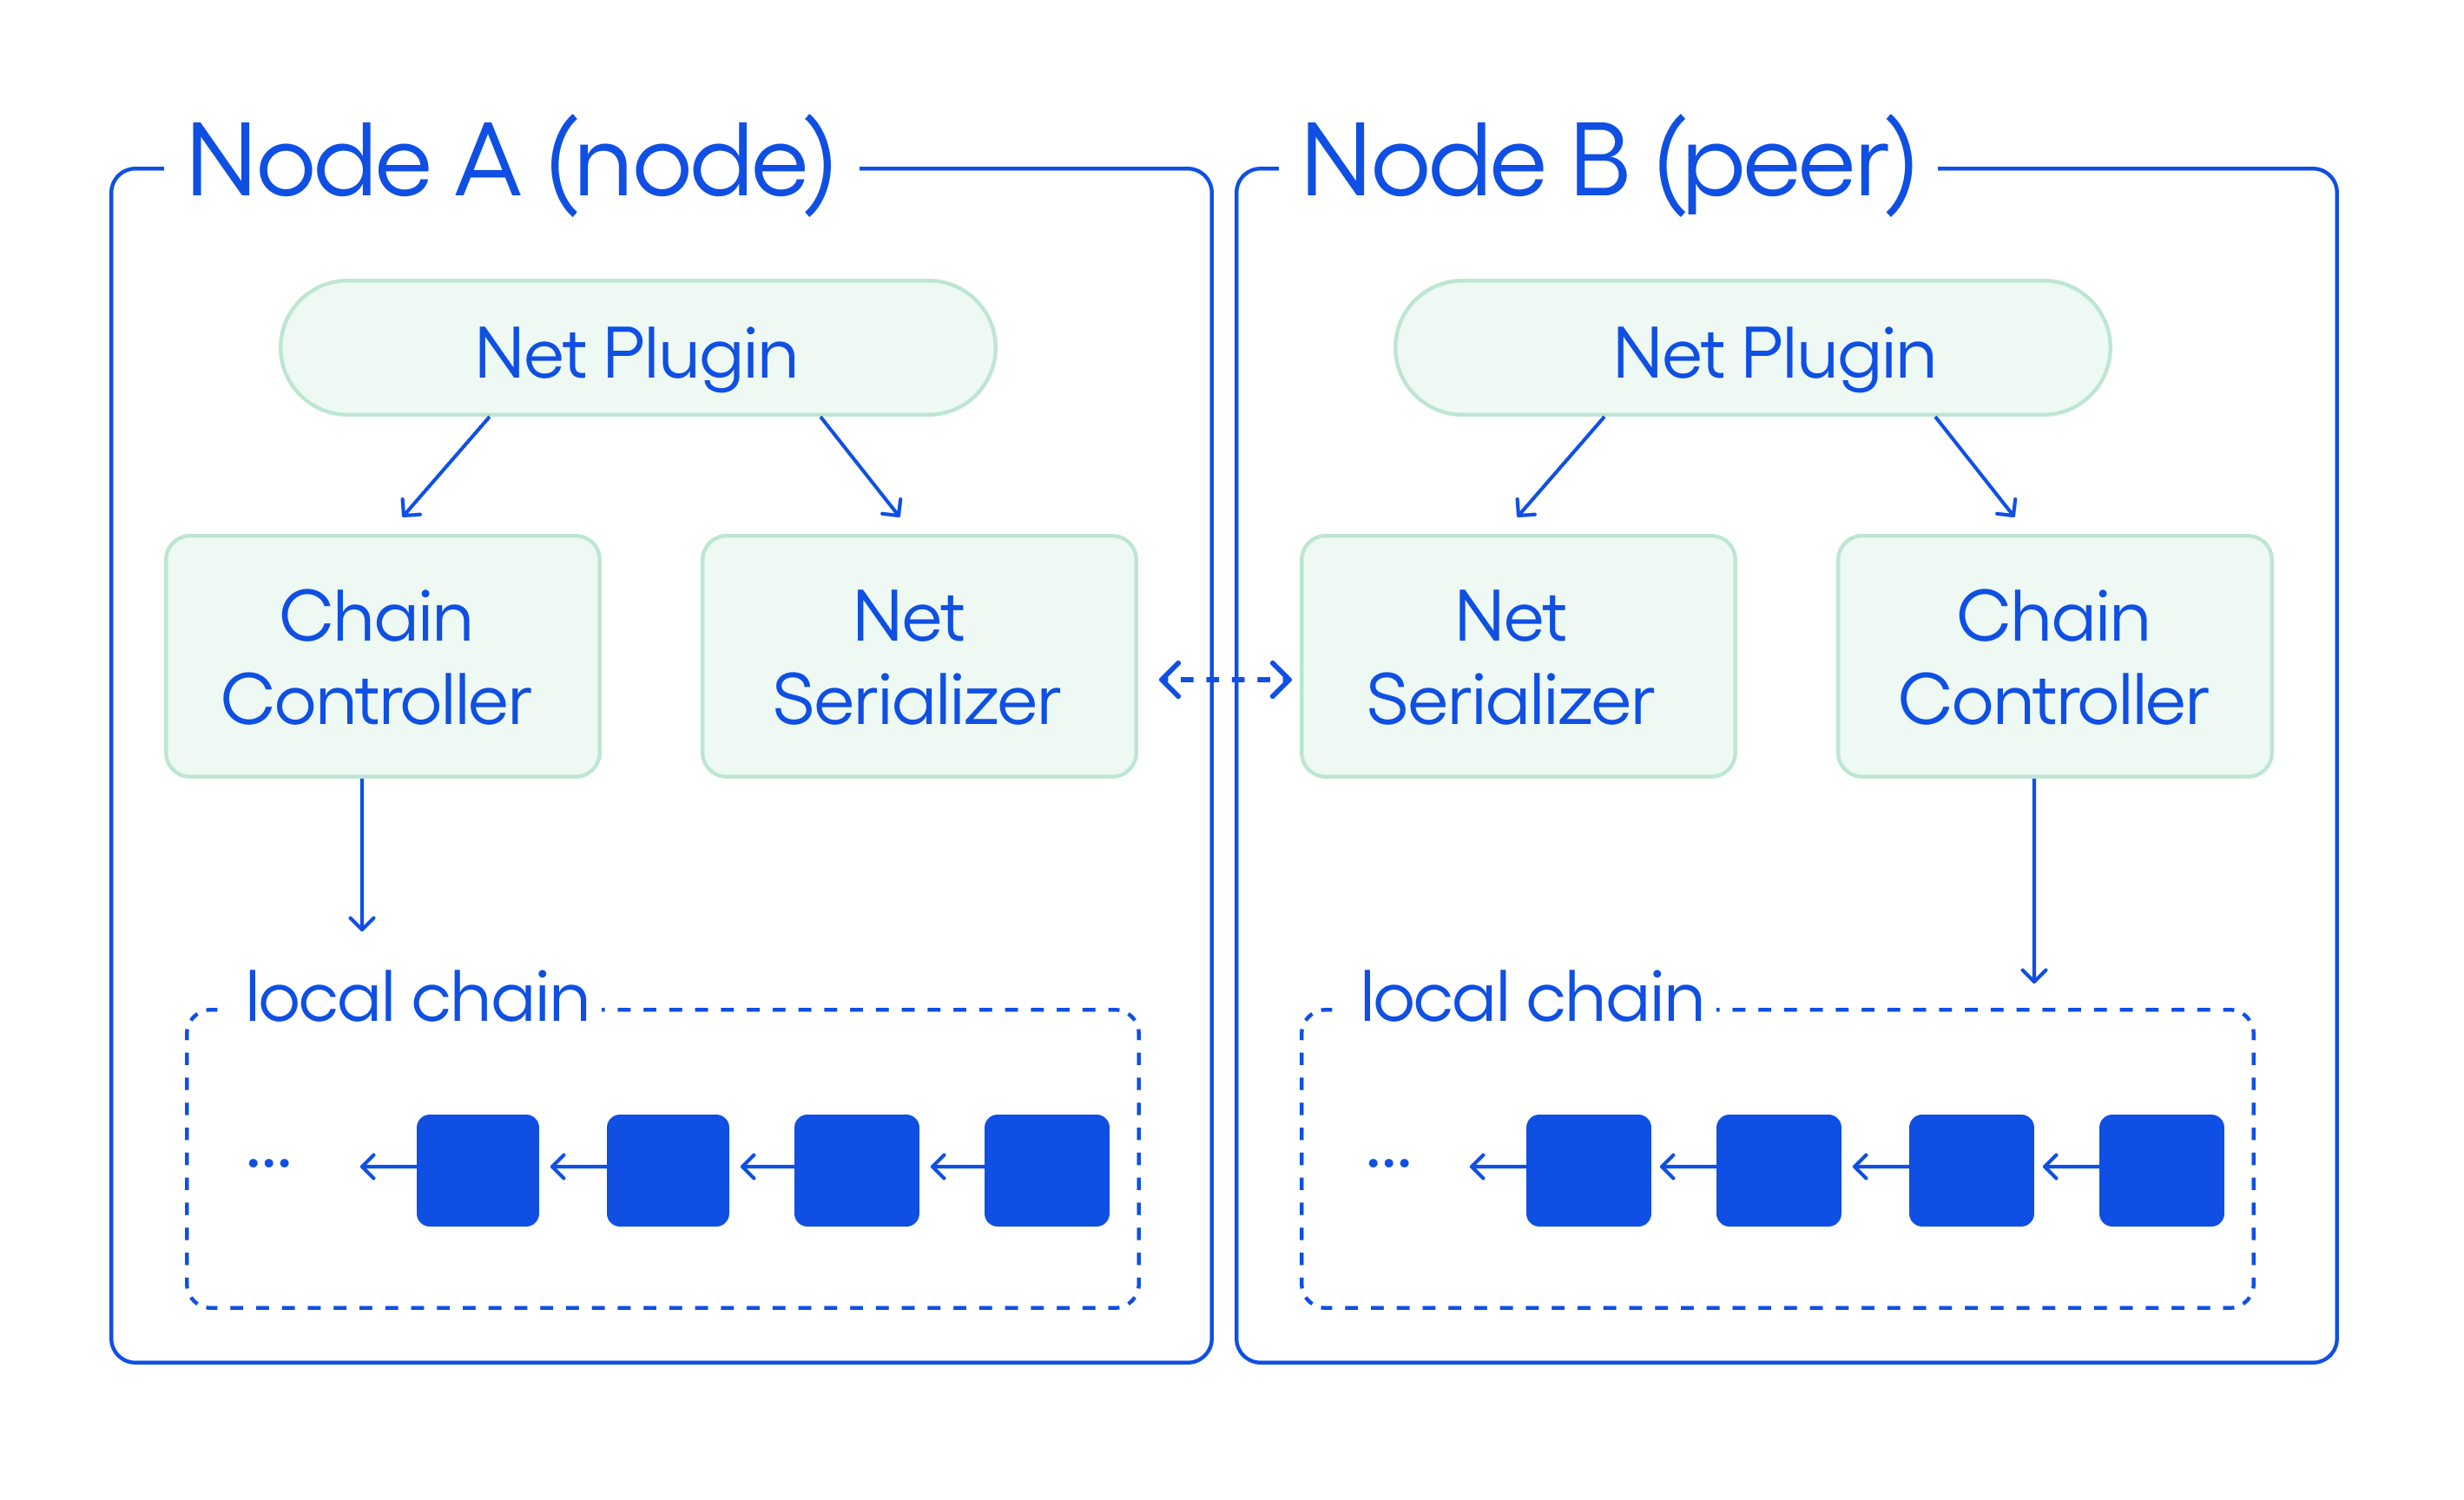 Node A (node)
Net Plugin
Chain
Controller
Net
Serializer
local chain
...
Node B (peer)
Net Plugin
Net
Serializer
Chain
Controller
local chain
...